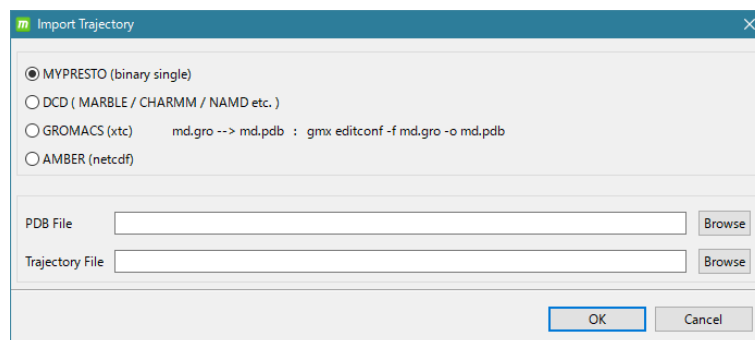 m Import Trajectory
MYPRESTO (binary single)
DCD ( MARBLE / CHARMM / NAMD etc. )
GROMACS (xtc) md.gro --> md.pdb : gmx editconf -f md.gro -o md.pdb
AMBER (netcdf)
PDB File Browse
Trajectory File Browse
OK Cancel